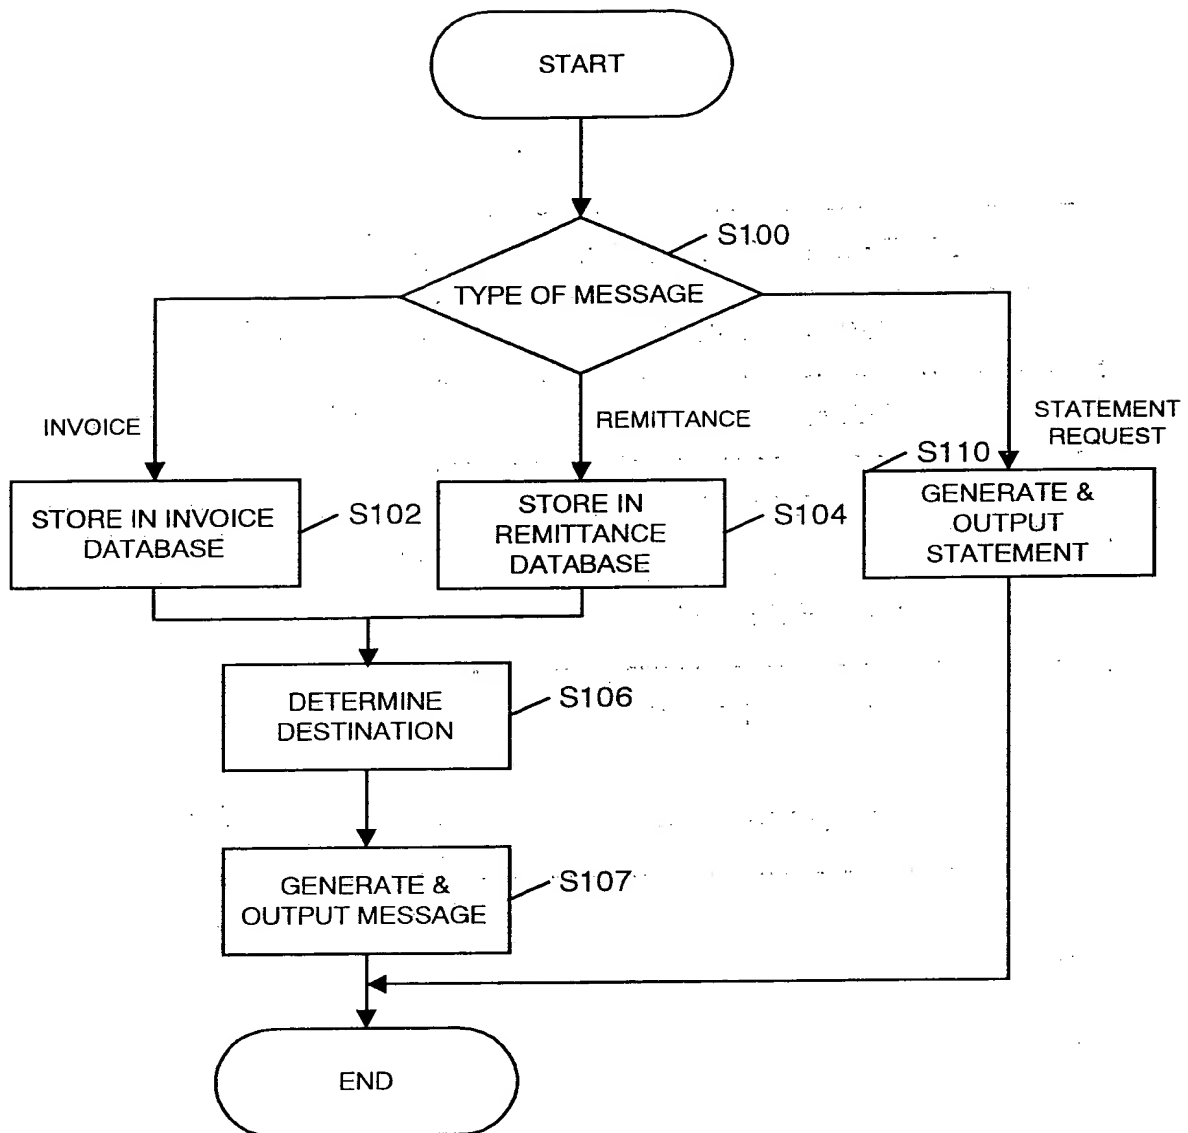 START
S100
TYPE OF MESSAGE
INVOICE
REMITTANCE
STATEMENT
REQUEST
STORE IN INVOICE
DATABASE
S102
STORE IN
REMITTANCE
DATABASE
S104
S110
GENERATE &
OUTPUT
STATEMENT
DETERMINE
DESTINATION
S106
GENERATE &
OUTPUT MESSAGE
S107
END